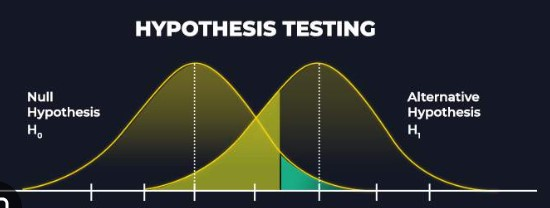 HYPOTHESIS TESTING
Null
Hypothesis
H₀
Alternative
Hypothesis
H₁